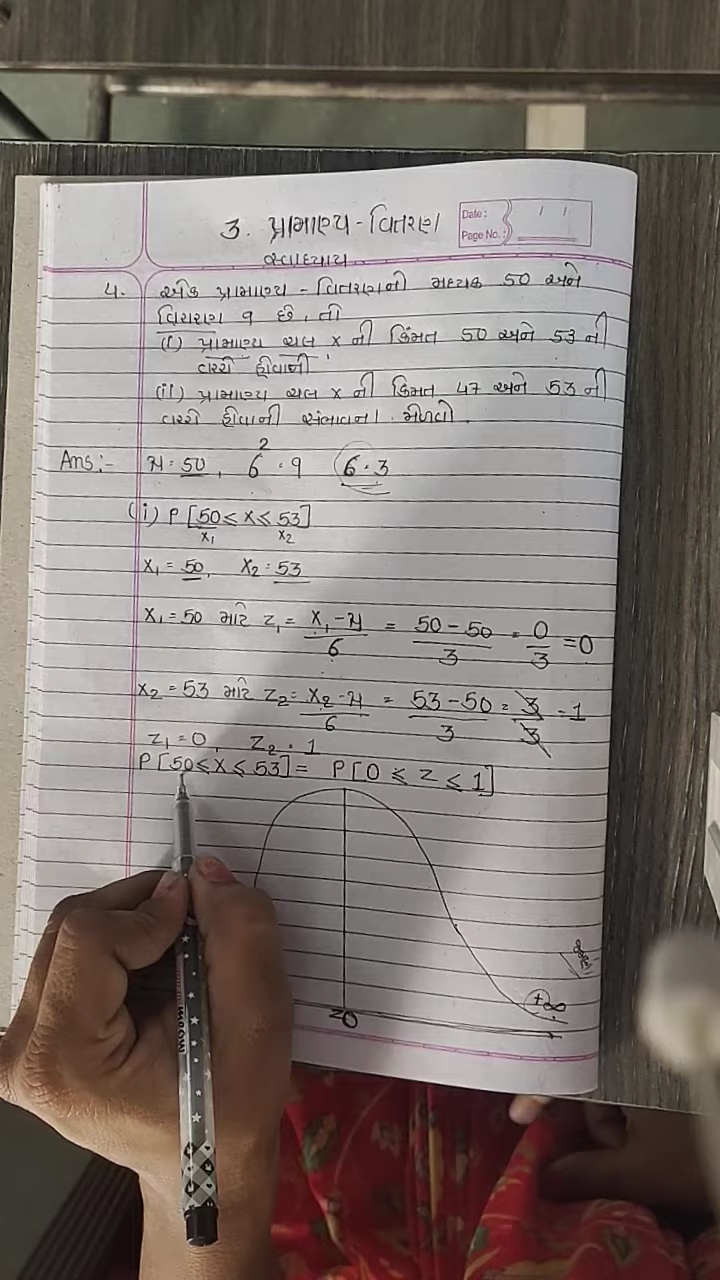 3. પ્રામાણ્ય - વિતરણ
Date: / /
Page No.:
સ્વાધ્યાય
4. એક પ્રામાણ્ય - વિતરણની મધ્યક 50 અને
વિચરણ 9 છે. તી
(i) પ્રામાણ્ય ચલ x ની કિંમત 50 અને 53 ની
વચ્ચે હોવાની
(ii) પ્રામાણ્ય ચલ x ની કિંમત 47 અને 53 ની
વચ્ચે હોવાની સંભાવના મેળવો.
Ans:- μ = 50, σ² = 9 σ = 3
(i) P [50 ≤ x ≤ 53]
x₁ x₂
x₁ = 50, x₂ = 53
x₁ = 50 માટે z₁ = x₁ - μ / σ = 50 - 50 / 3 = 0 / 3 = 0
x₂ = 53 માટે z₂ = x₂ - μ / σ = 53 - 50 / 3 = 3 / 3 = 1
z₁ = 0, z₂ = 1
P [50 ≤ x ≤ 53] = P [0 ≤ z ≤ 1]
+∞
z0